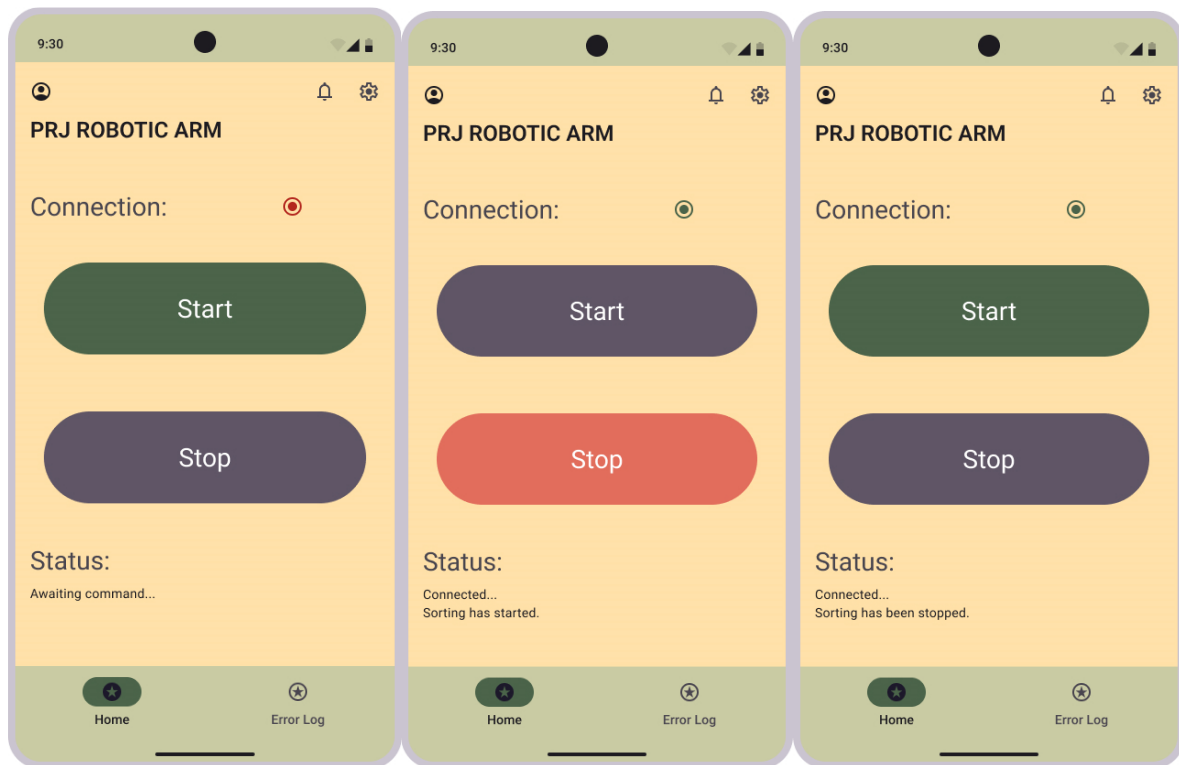 9:30
PRJ ROBOTIC ARM
Connection:
Start
Stop
Status:
Awaiting command...
Home
Error Log
9:30
PRJ ROBOTIC ARM
Connection:
Start
Stop
Status:
Connected...
Sorting has started.
Home
Error Log
9:30
PRJ ROBOTIC ARM
Connection:
Start
Stop
Status:
Connected...
Sorting has been stopped.
Home
Error Log